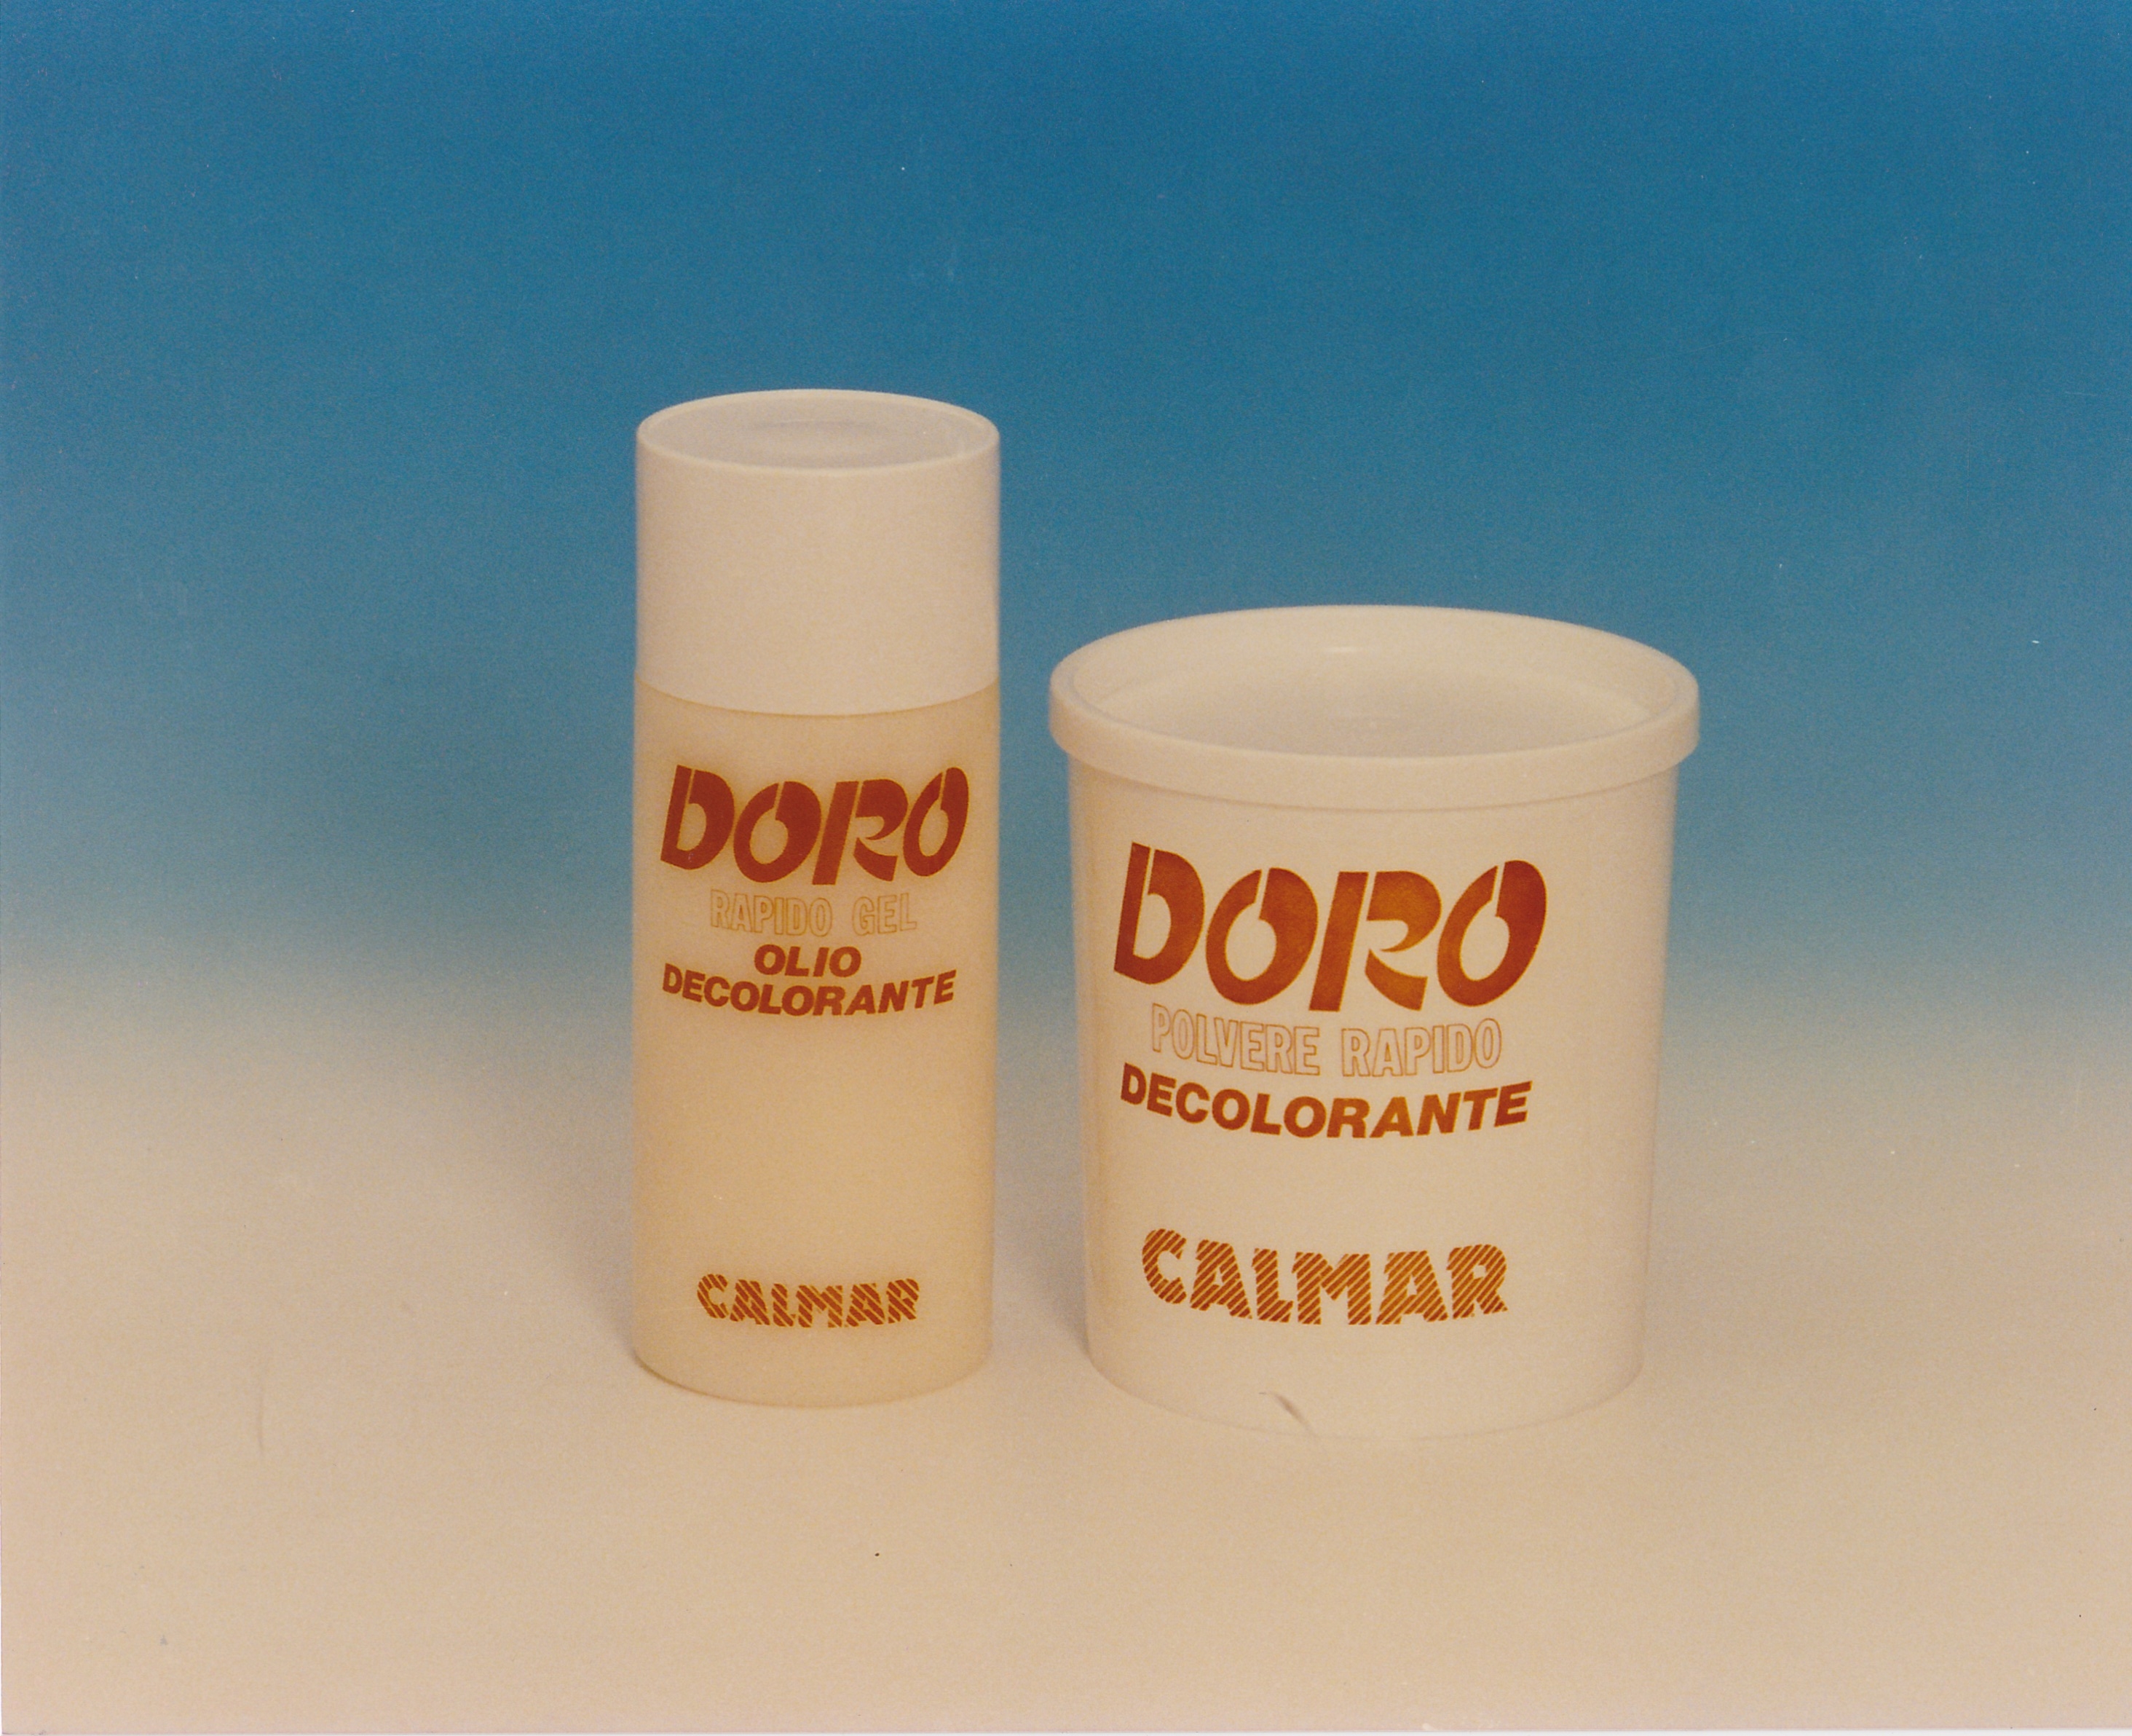 DORO
RAPIDO GEL
OLIO
DECOLORANTE
CALMAR
DORO
POLVERE RAPIDO
DECOLORANTE
CALMAR